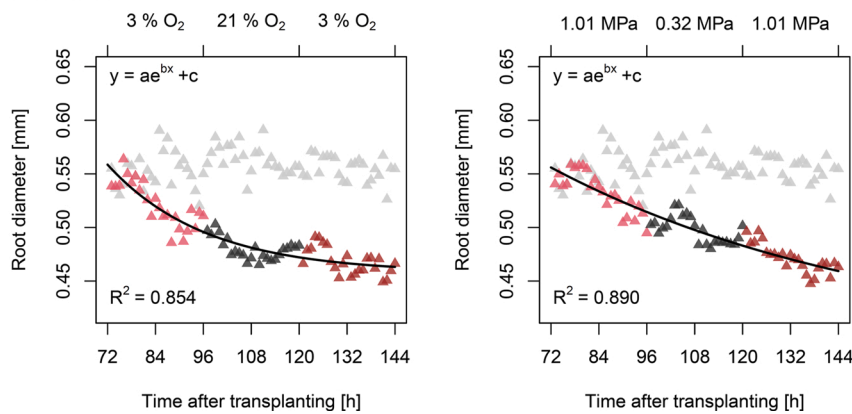 3 % O₂ 21 % O₂ 3 % O₂
y = ae^bx +c
R² = 0.854
Root diameter [mm]
0.65
0.60
0.55
0.50
0.45
72 84 96 108 120 132 144
Time after transplanting [h]
1.01 MPa 0.32 MPa 1.01 MPa
y = ae^bx +c
R² = 0.890
Root diameter [mm]
0.65
0.60
0.55
0.50
0.45
72 84 96 108 120 132 144
Time after transplanting [h]